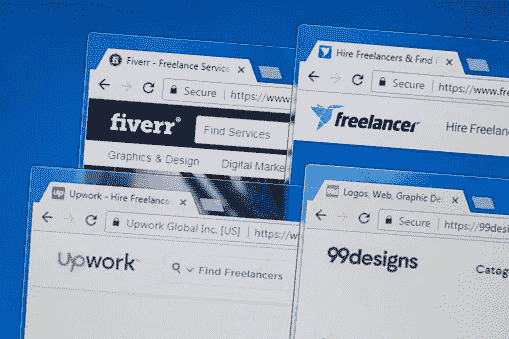 Fiverr - Freelance Service
Secure https://www.
fiverr
Find Services
Graphics & Design Digital Marke
Hire Freelancers & Find F
Secure https://www.fre
freelancer Hire Freelan
Upwork - Hire Freelance
Upwork Global Inc. [US] https://w
Upwork
Find Freelancers
Logos, Web, Graphic De
Secure https://99desi
99designs
Categ